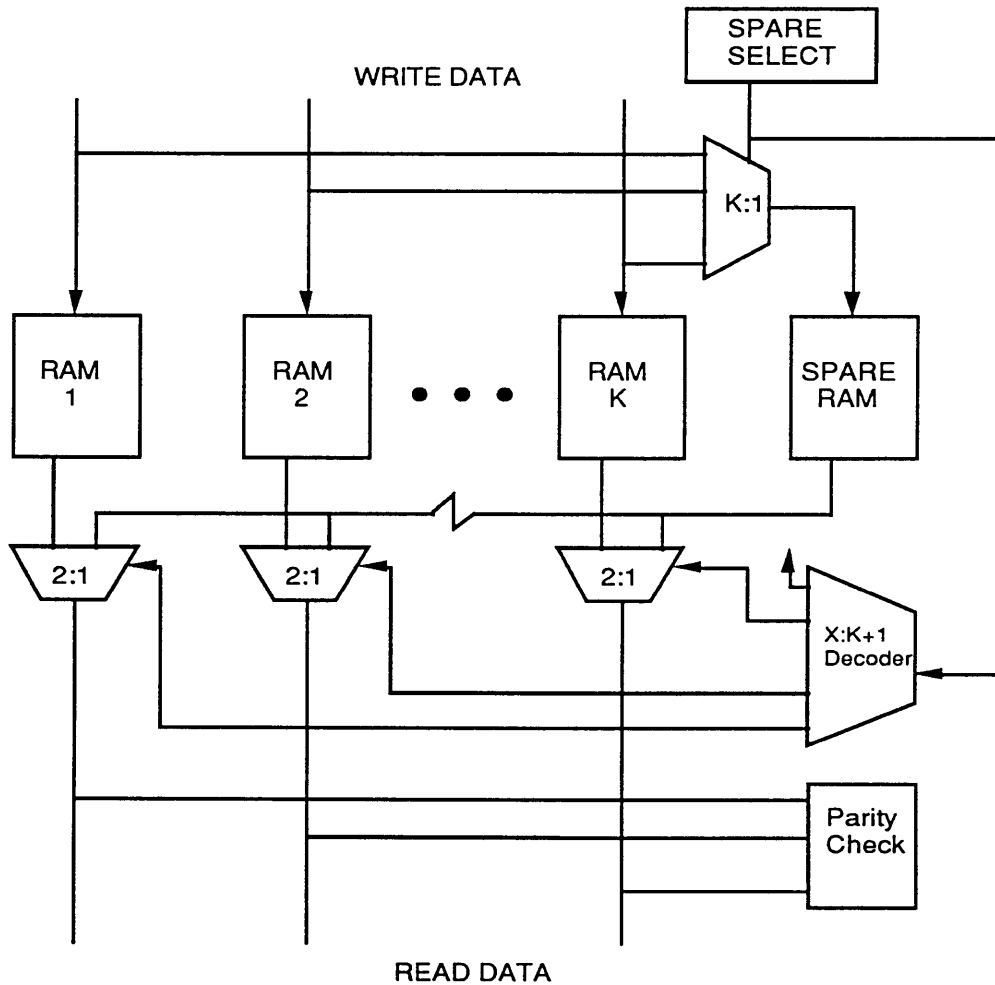 SPARE
SELECT
WRITE DATA
K:1
RAM
1
RAM
2
RAM
K
SPARE
RAM
2:1
2:1
2:1
X:K+1
Decoder
Parity
Check
READ DATA